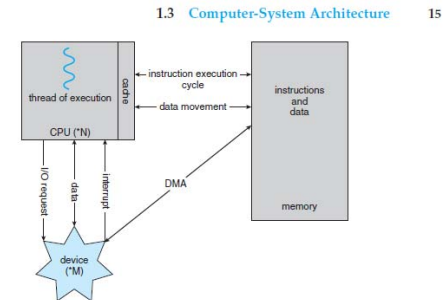 1.3 Computer-System Architecture 15
thread of execution
cache
CPU (*N)
instruction execution
cycle
data movement
instructions
and
data
I/O request
data
interrupt
DMA
memory
device
(*M)